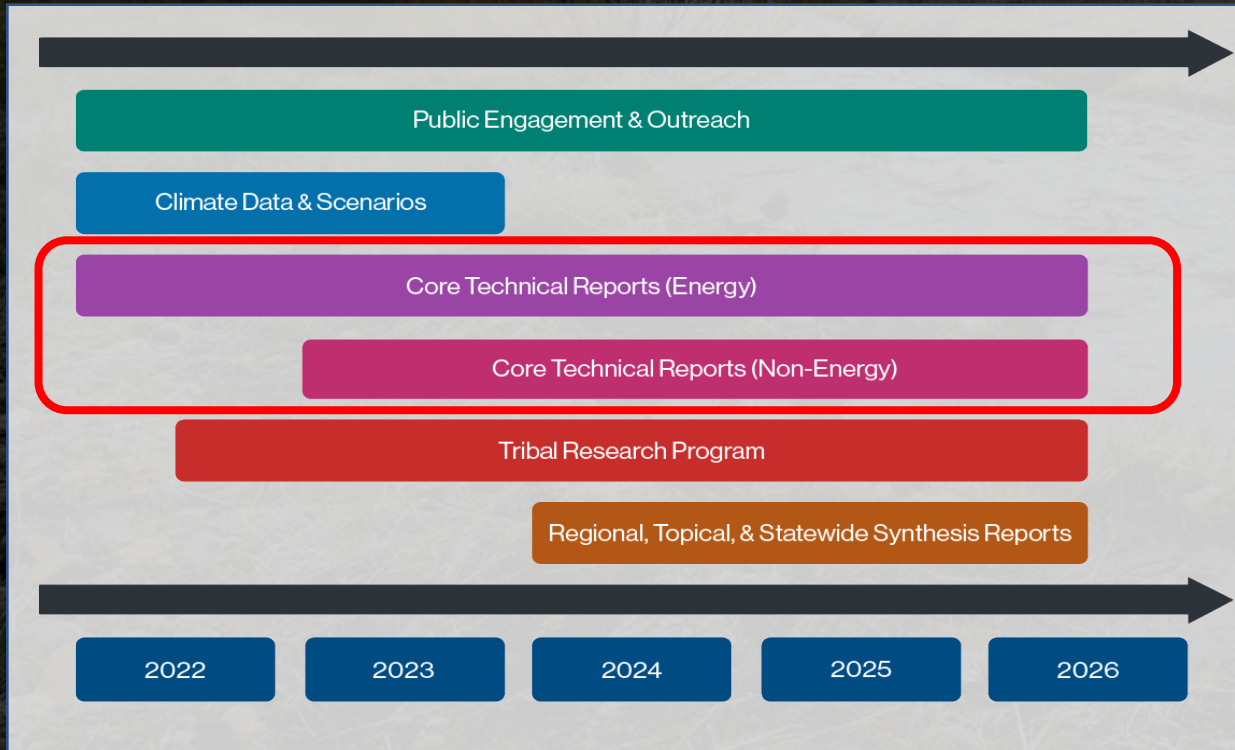 Public Engagement & Outreach
Climate Data & Scenarios
Core Technical Reports (Energy)
Core Technical Reports (Non-Energy)
Tribal Research Program
Regional, Topical, & Statewide Synthesis Reports
2022
2023
2024
2025
2026